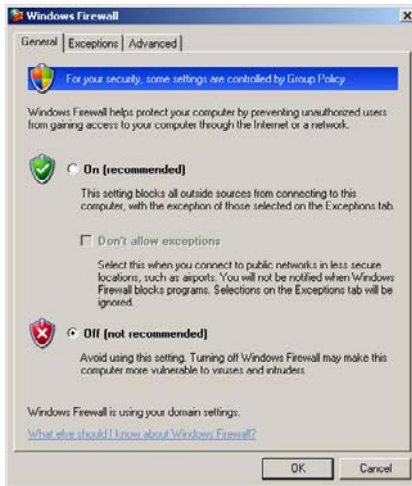 Windows Firewall
General
Exceptions
Advanced
For your security, some settings are controlled by Group Policy
Windows Firewall helps protect your computer by preventing unauthorized users
from gaining access to your computer through the Internet or a network.
On (recommended)
This setting blocks all outside sources from connecting to this
computer, with the exception of those selected on the Exceptions tab.
Don't allow exceptions
Select this when you connect to public networks in less secure
locations, such as airports. You will not be notified when Windows
Firewall blocks programs. Selections on the Exceptions tab will be
ignored.
Off (not recommended)
Avoid using this setting. Turning off Windows Firewall may make this
computer more vulnerable to viruses and intruders.
Windows Firewall is using your domain settings.
What else should I know about Windows Firewall?
OK
Cancel